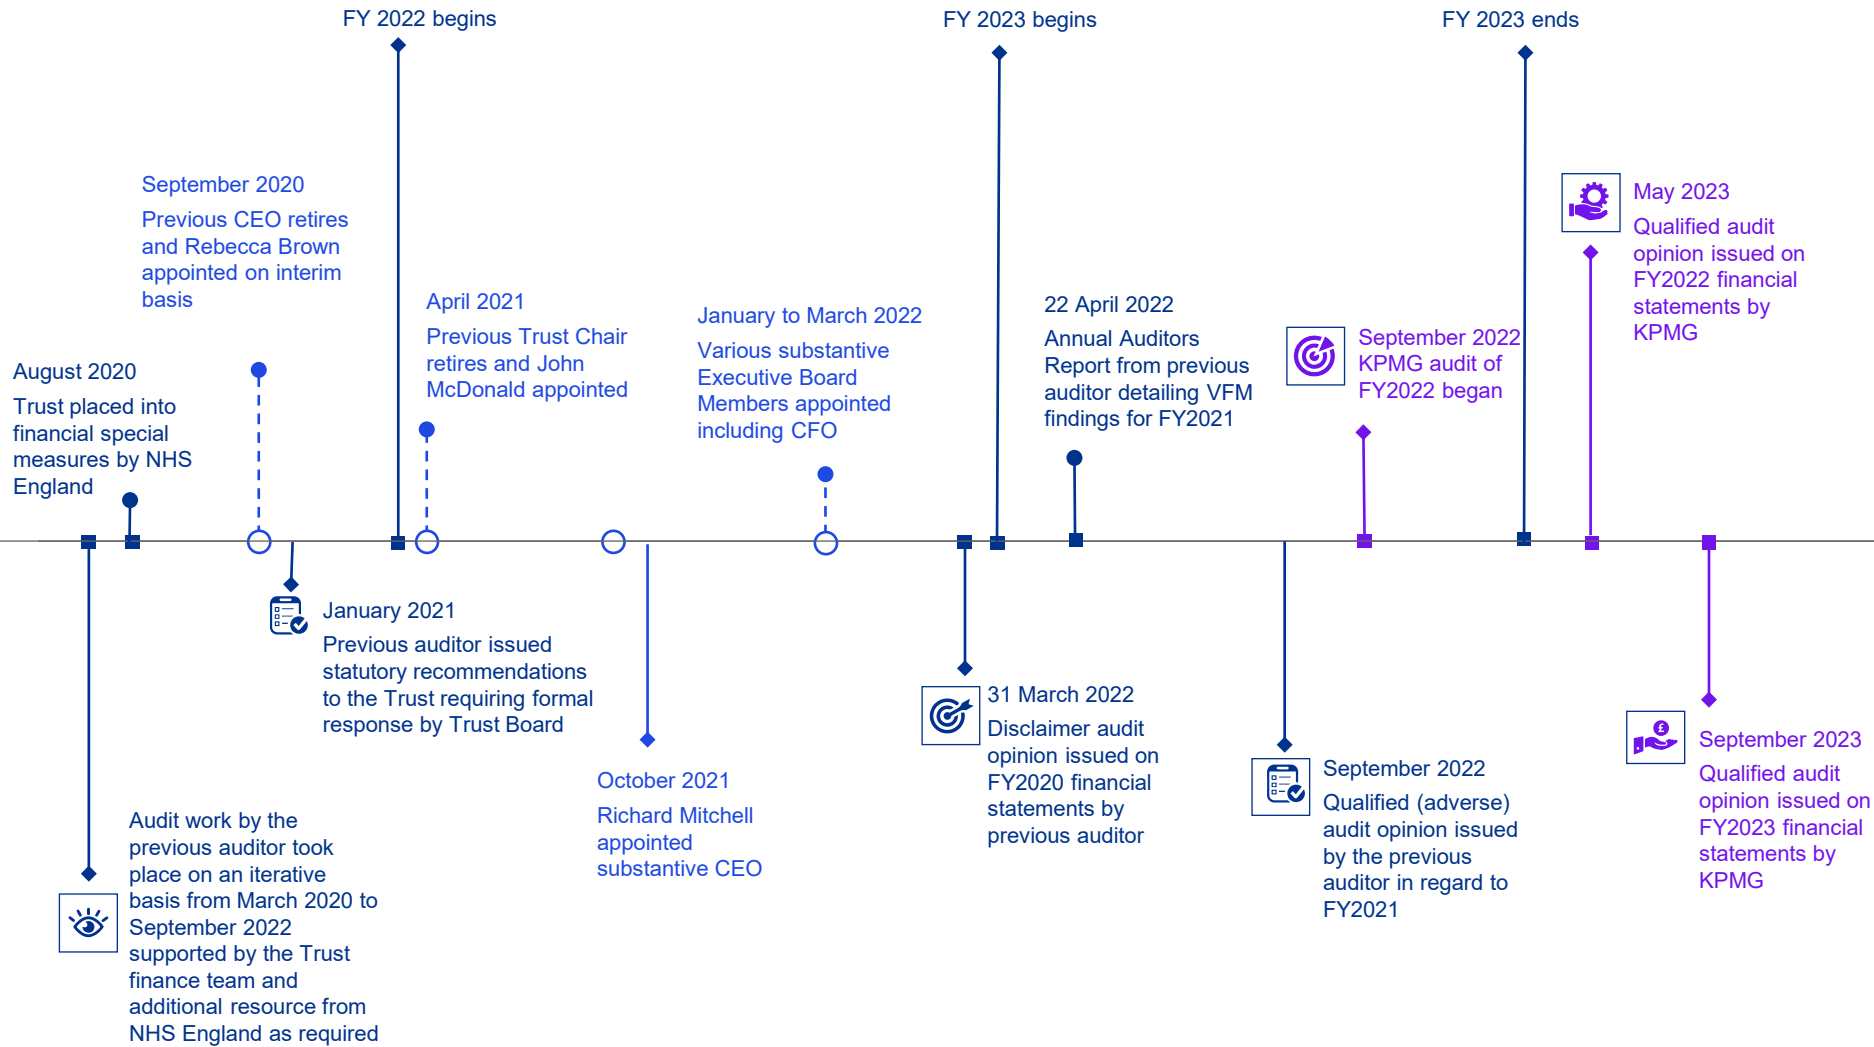 FY 2022 begins
FY 2023 begins
FY 2023 ends
August 2020
Trust placed into
financial special
measures by NHS
England
September 2020
Previous CEO retires
and Rebecca Brown
appointed on interim
basis
April 2021
Previous Trust Chair
retires and John
McDonald appointed
January to March 2022
Various substantive
Executive Board
Members appointed
including CFO
22 April 2022
Annual Auditors
Report from previous
auditor detailing VFM
findings for FY2021
September 2022
KPMG audit of
FY2022 began
May 2023
Qualified audit
opinion issued on
FY2022 financial
statements by
KPMG
Audit work by the
previous auditor took
place on an iterative
basis from March 2020 to
September 2022
supported by the Trust
finance team and
additional resource from
NHS England as required
January 2021
Previous auditor issued
statutory recommendations
to the Trust requiring formal
response by Trust Board
October 2021
Richard Mitchell
appointed
substantive CEO
31 March 2022
Disclaimer audit
opinion issued on
FY2020 financial
statements by
previous auditor
September 2022
Qualified (adverse)
audit opinion issued
by the previous
auditor in regard to
FY2021
£
September 2023
Qualified audit
opinion issued on
FY2023 financial
statements by
KPMG